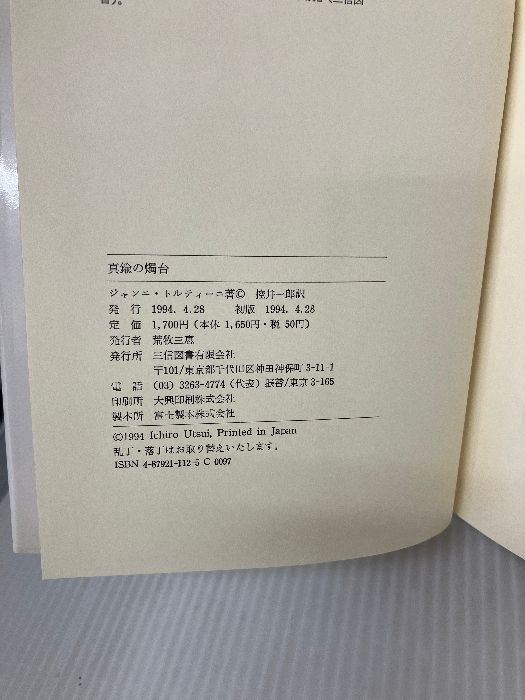 真鍮の燭台
ジャンニ・トルティーニ著© 控井一郎訳
発行 1994. 4.28 初版 1994. 4.28
定価 1,700円（本体 1,650円・税 50円）
発行者 荒牧三恵
発行所 三信図書有限会社
〒101/東京都千代田区神田神保町3-11-1
電話 (03) 3263-4774（代表）振替/東京 3-165
印刷所 大興印刷株式会社
製本所 富士製本株式会社
©1994 Ichiro Utsui, Printed in Japan
乱丁・落丁はお取り替えいたします。
ISBN 4-87921-112-5 C 0097